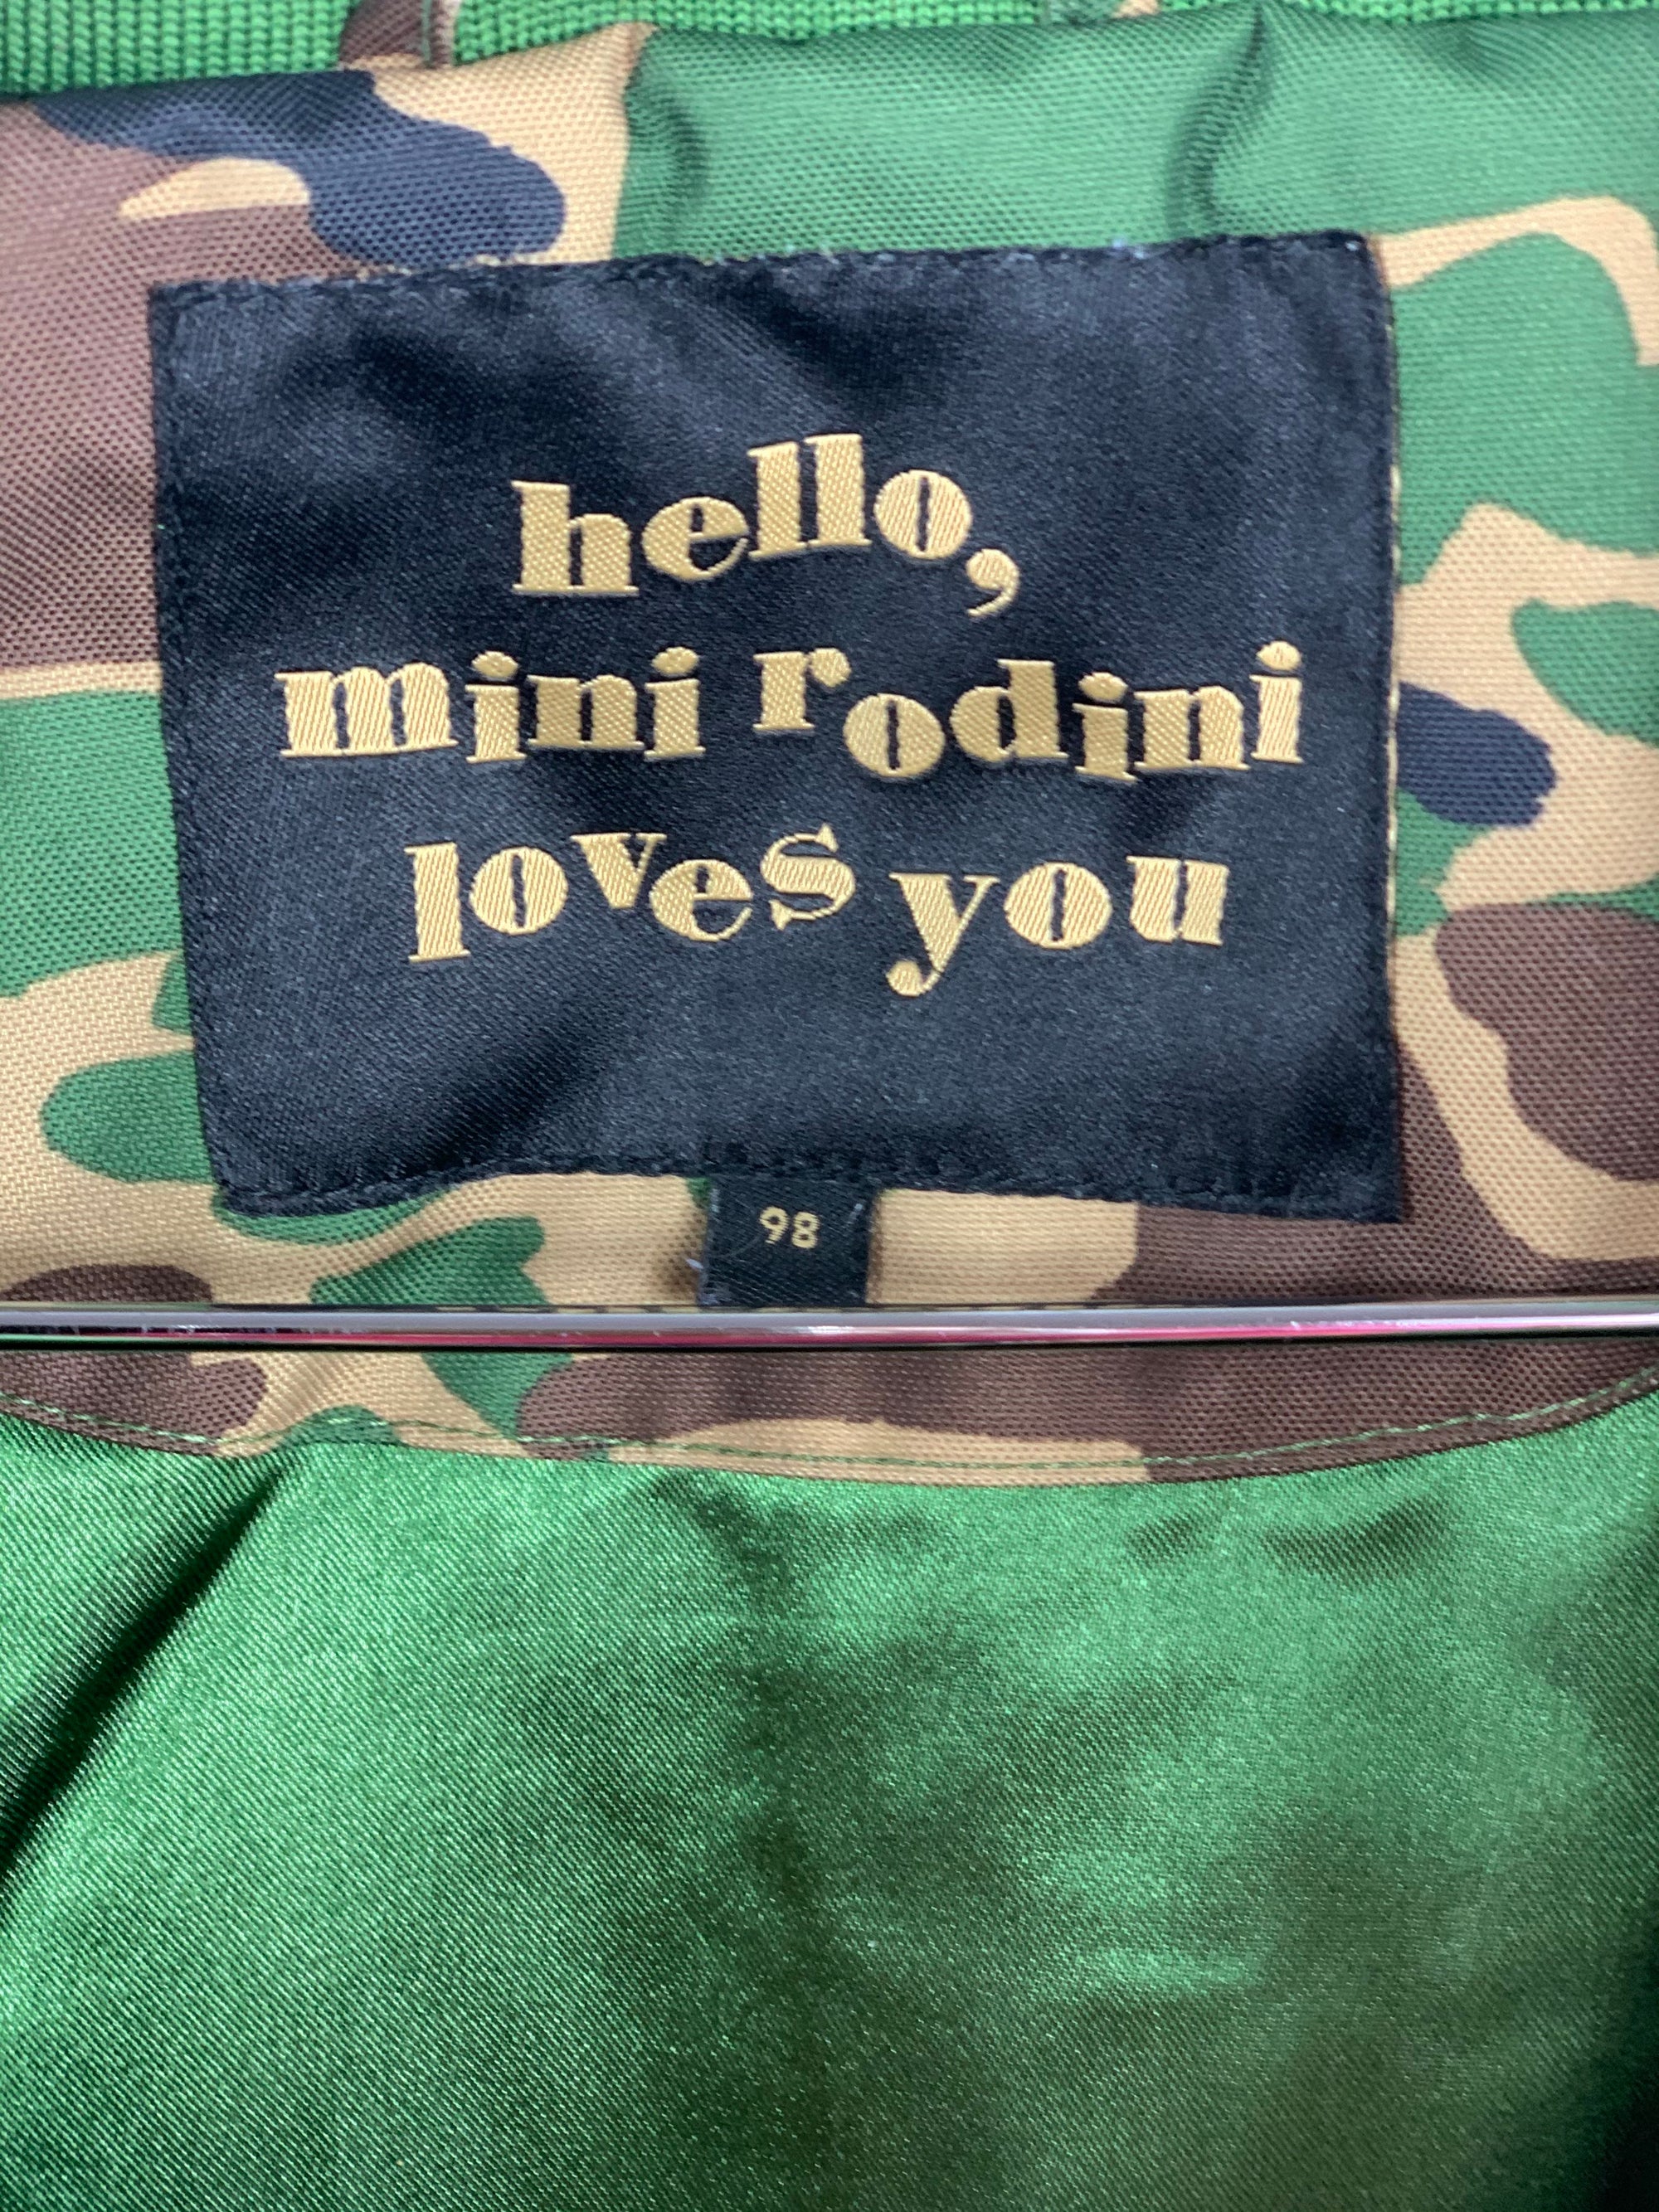 hello,
mini rodini
loves you
98